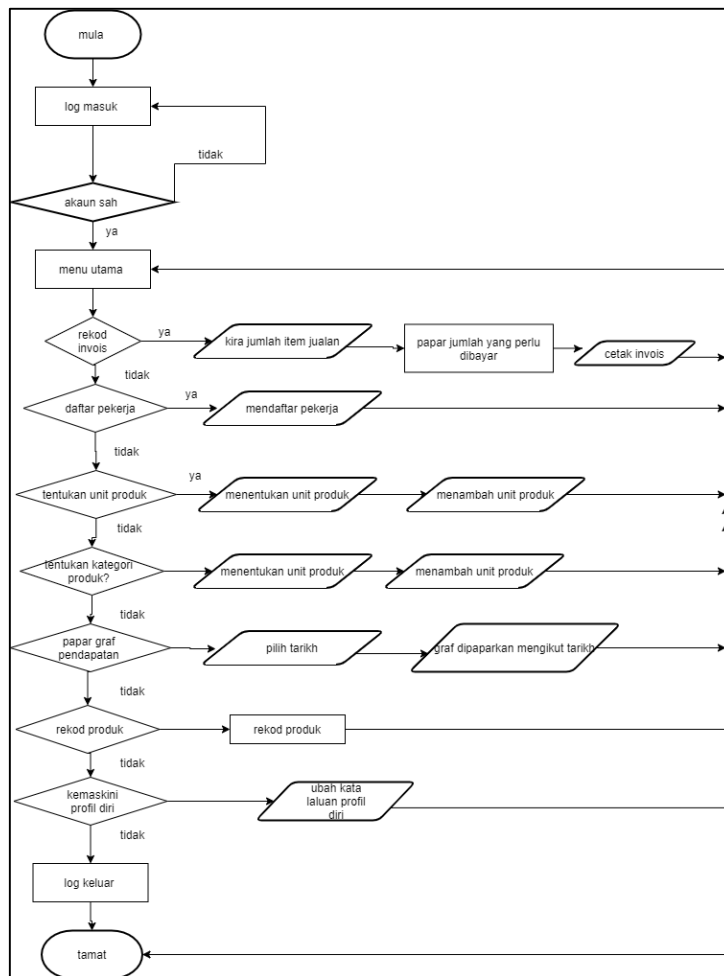 mula
log masuk
tidak
akaun sah
ya
menu utama
rekod
invois
ya
kira jumlah item jualan
papar jumlah yang perlu
dibayar
cetak invois
tidak
daftar pekerja
ya
mendaftar pekerja
tidak
tentukan unit produk
ya
menentukan unit produk
menambah unit produk
tidak
tentukan kategori
produk?
menentukan unit produk
menambah unit produk
tidak
papar graf
pendapatan
pilih tarikh
graf dipaparkan mengikut tarikh
tidak
rekod produk
rekod produk
tidak
kemaskini
profil diri
ubah kata
laluan profil
diri
tidak
log keluar
tamat